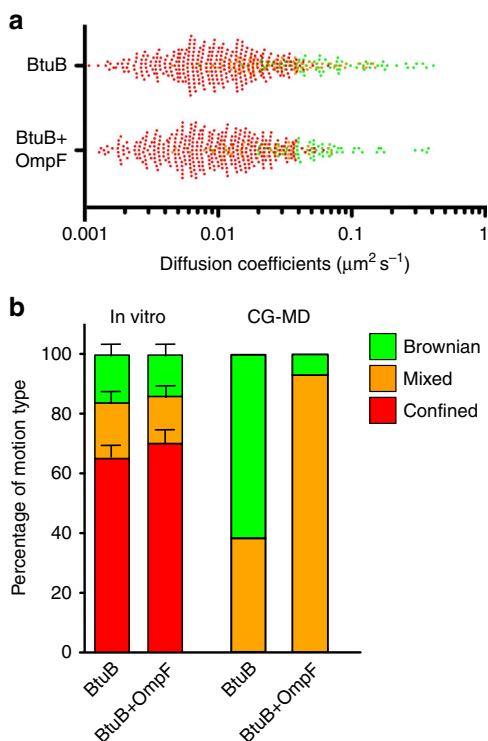 a
BtuB
BtuB+
OmpF
0.001 0.01 0.1 1
Diffusion coefficients (μm² s⁻¹)
b
In vitro CG-MD
Percentage of motion type
100
80
60
40
20
0
Brownian
Mixed
Confined
BtuB
BtuB+OmpF
BtuB
BtuB+OmpF